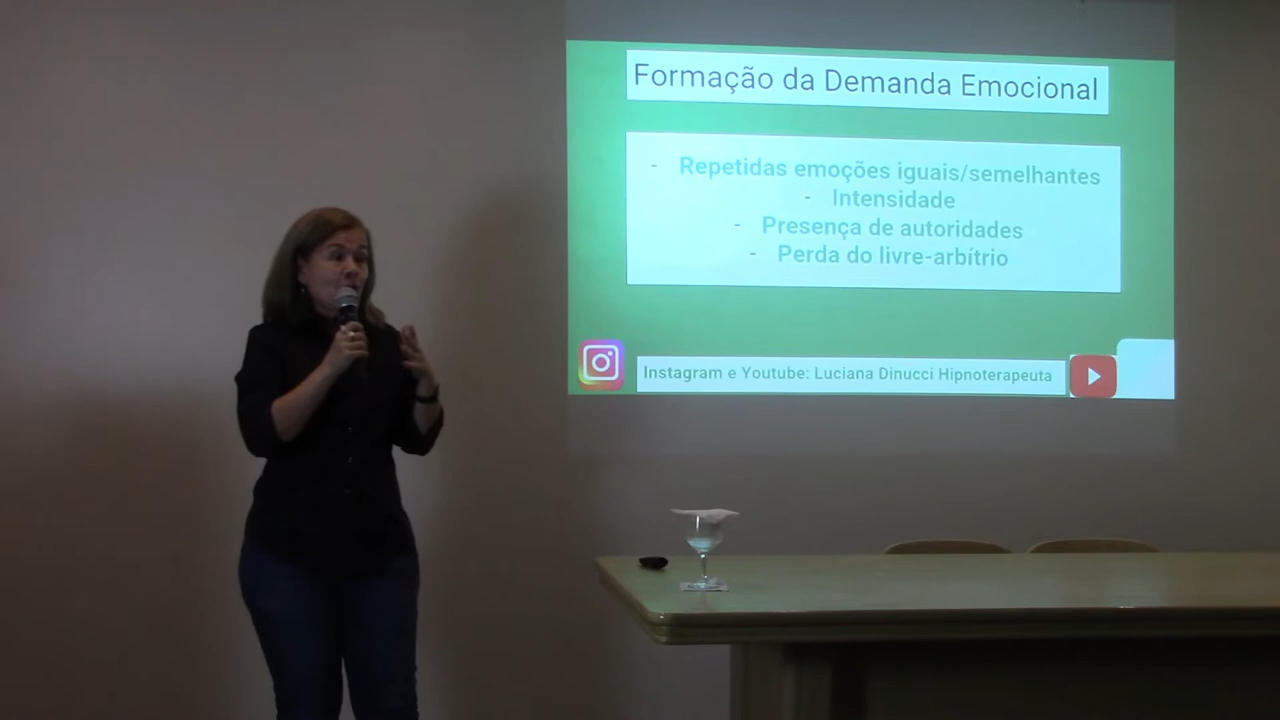 Formação da Demanda Emocional
- Repetidas emoções iguais/semelhantes
- Intensidade
- Presença de autoridades
- Perda do livre-arbítrio
Instagram e Youtube: Luciana Dinucci Hipnoterapeuta